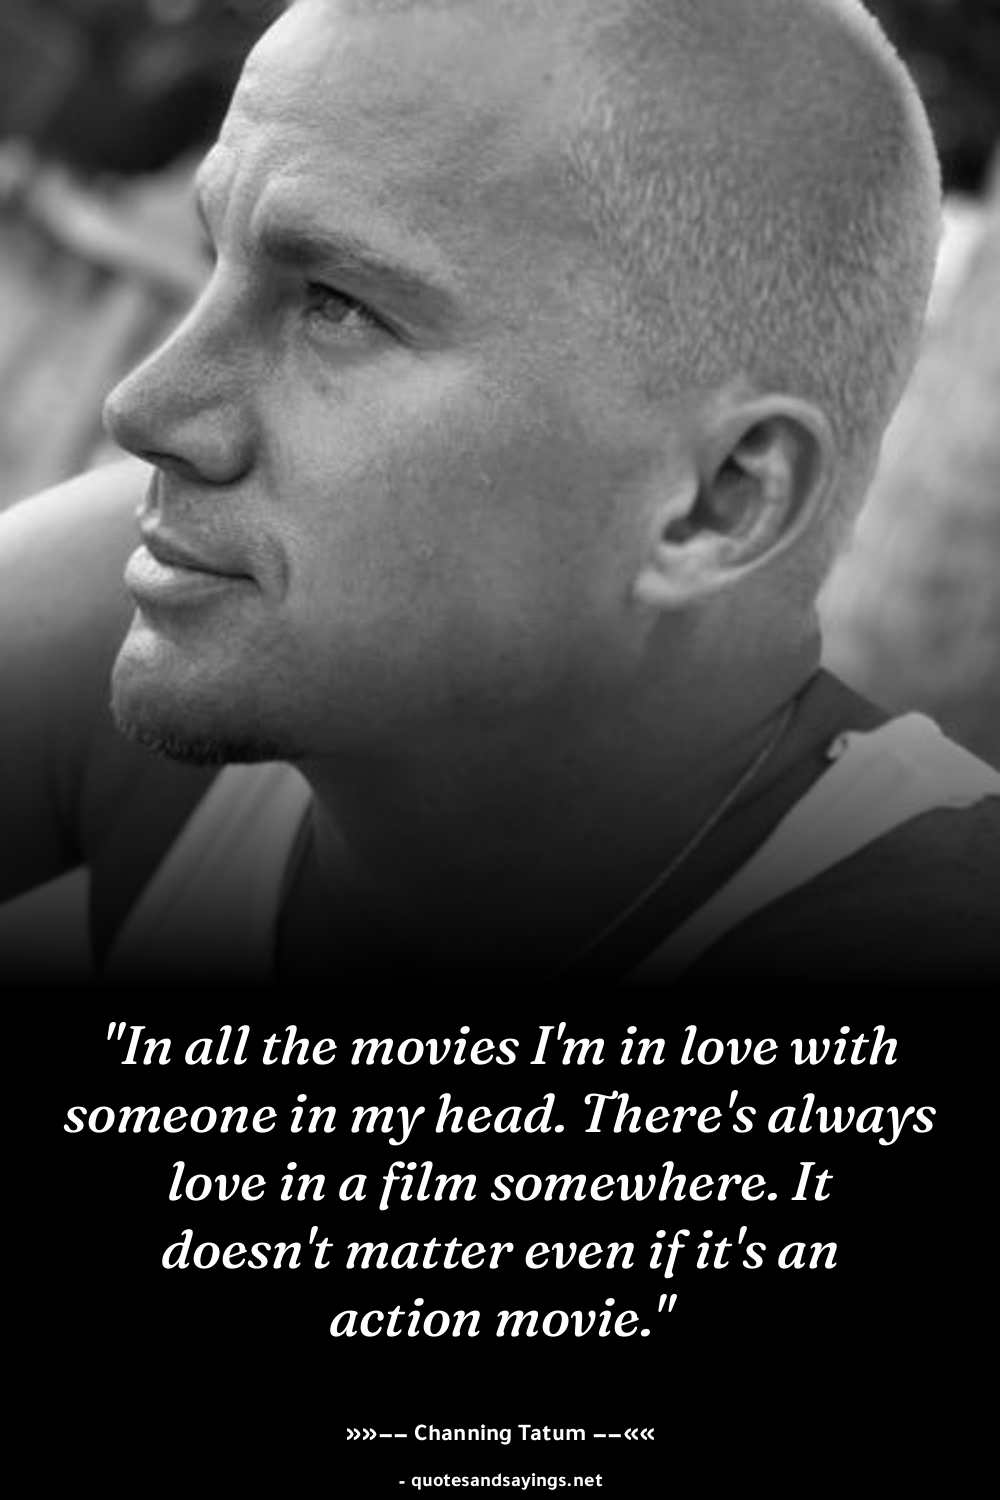 "In all the movies I'm in love with
someone in my head. There's always
love in a film somewhere. It
doesn't matter even if it's an
action movie."
»»–– Channing Tatum ––««
- quotesandsayings.net